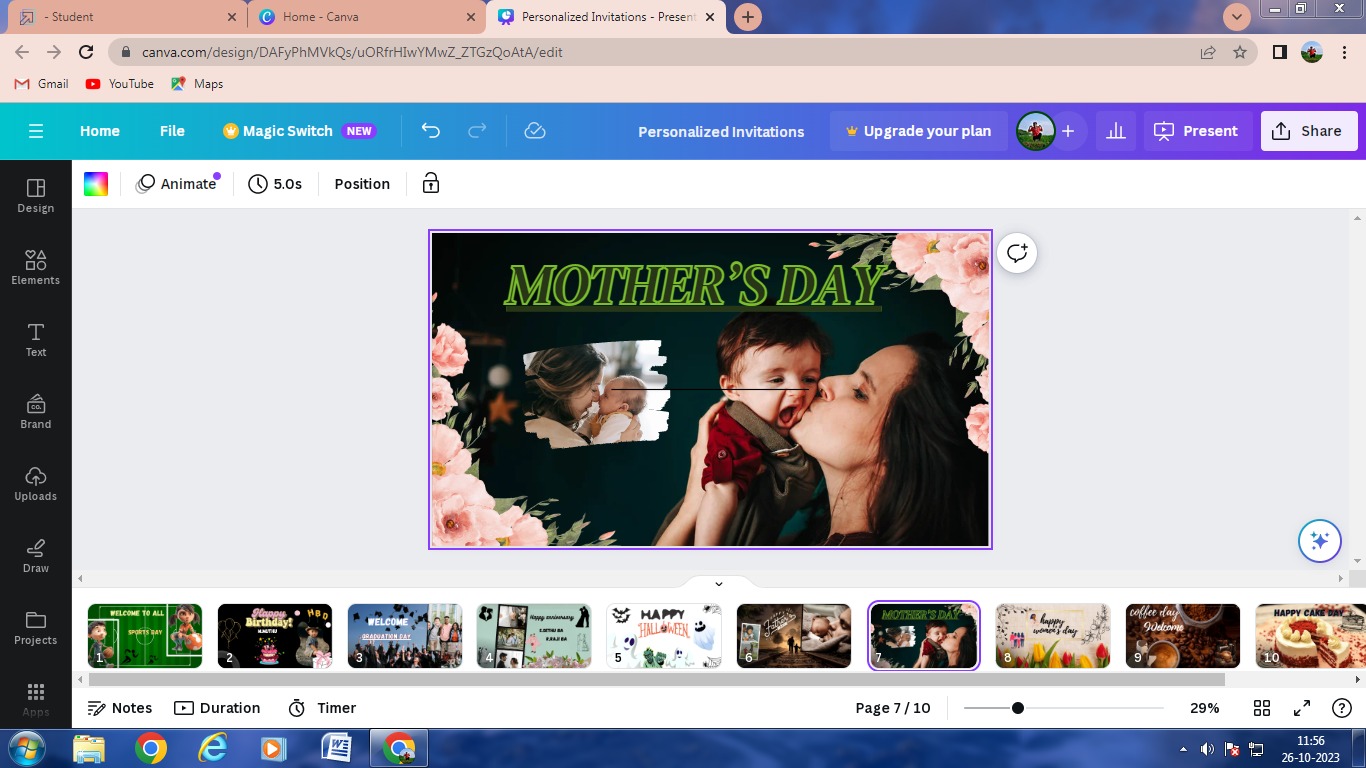 - Student
Home - Canva
Personalized Invitations - Present
canva.com/design/DAFyPhMVkQs/uORfrHIwYMwZ_ZTGzQoAtA/edit
Gmail
YouTube
Maps
Home
File
Magic Switch
NEW
Personalized Invitations
Upgrade your plan
Present
Share
Animate
5.0s
Position
Design
Elements
Text
CO.
Brand
Uploads
Draw
Projects
Apps
MOTHER’S DAY
WELCOME TO ALL
SPORTS DAY
1
Happy
Birthday!
HBD
2
WELCOME
GRADUATION DAY
3
Happy anniversary
4
HAPPY
HALLOWEEN
5
Father's
6
MOTHER’S DAY
7
happy
women's day
8
coffee day
Welcome
9
HAPPY CAKE DAY
10
Notes
Duration
Timer
Page 7 / 10
29%
11:56
26-10-2023